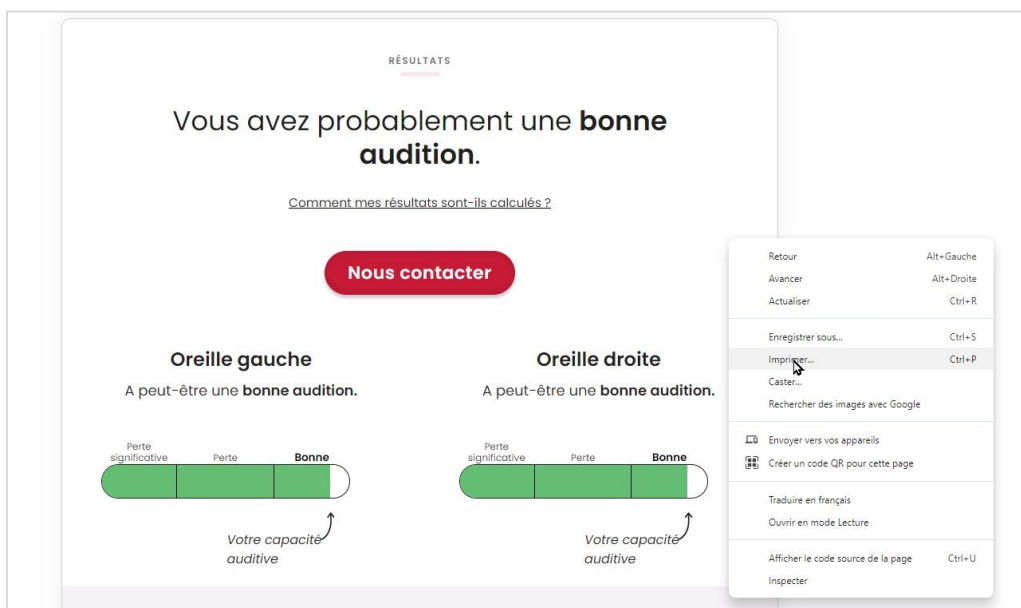 RÉSULTATS
Vous avez probablement une bonne
audition.
Comment mes résultats sont-ils calculés ?
Nous contacter
Oreille gauche
A peut-être une bonne audition.
Perte
significative
Perte
Bonne
Votre capacité
auditive
Oreille droite
A peut-être une bonne audition.
Perte
significative
Perte
Bonne
Votre capacité
auditive
Retour Alt+Gauche
Avancer Alt+Droite
Actualiser Ctrl+R
Enregistrer sous... Ctrl+S
Imprimer... Ctrl+P
Caster...
Rechercher des images avec Google
Envoyer vers vos appareils
Créer un code QR pour cette page
Traduire en français
Ouvrir en mode Lecture
Afficher le code source de la page Ctrl+U
Inspecter